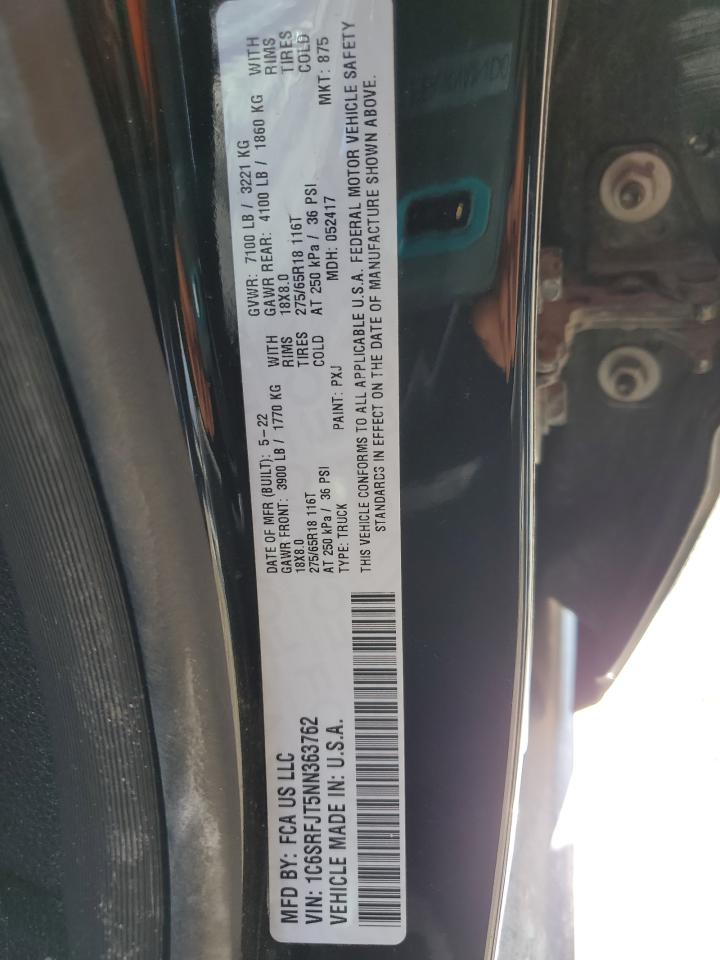 MFD BY: FCA US LLC
VIN: 1C6SRFJT5NN363762
VEHICLE MADE IN: U.S.A.
DATE OF MFR (BUILT): 5-22
GAWR FRONT: 3900 LB / 1770 KG WITH
18X8.0 RIMS
275/65R18 116T TIRES
AT 250 kPa / 36 PSI COLD
TYPE: TRUCK PAINT: PXJ
GVWR: 7100 LB / 3221 KG
GAWR REAR: 4100 LB / 1860 KG WITH
18X8.0 RIMS
275/65R18 116T TIRES
AT 250 kPa / 36 PSI COLD
MDH: 052417 MKT: 875
THIS VEHICLE CONFORMS TO ALL APPLICABLE U.S.A. FEDERAL MOTOR VEHICLE SAFETY
STANDARDS IN EFFECT ON THE DATE OF MANUFACTURE SHOWN ABOVE.